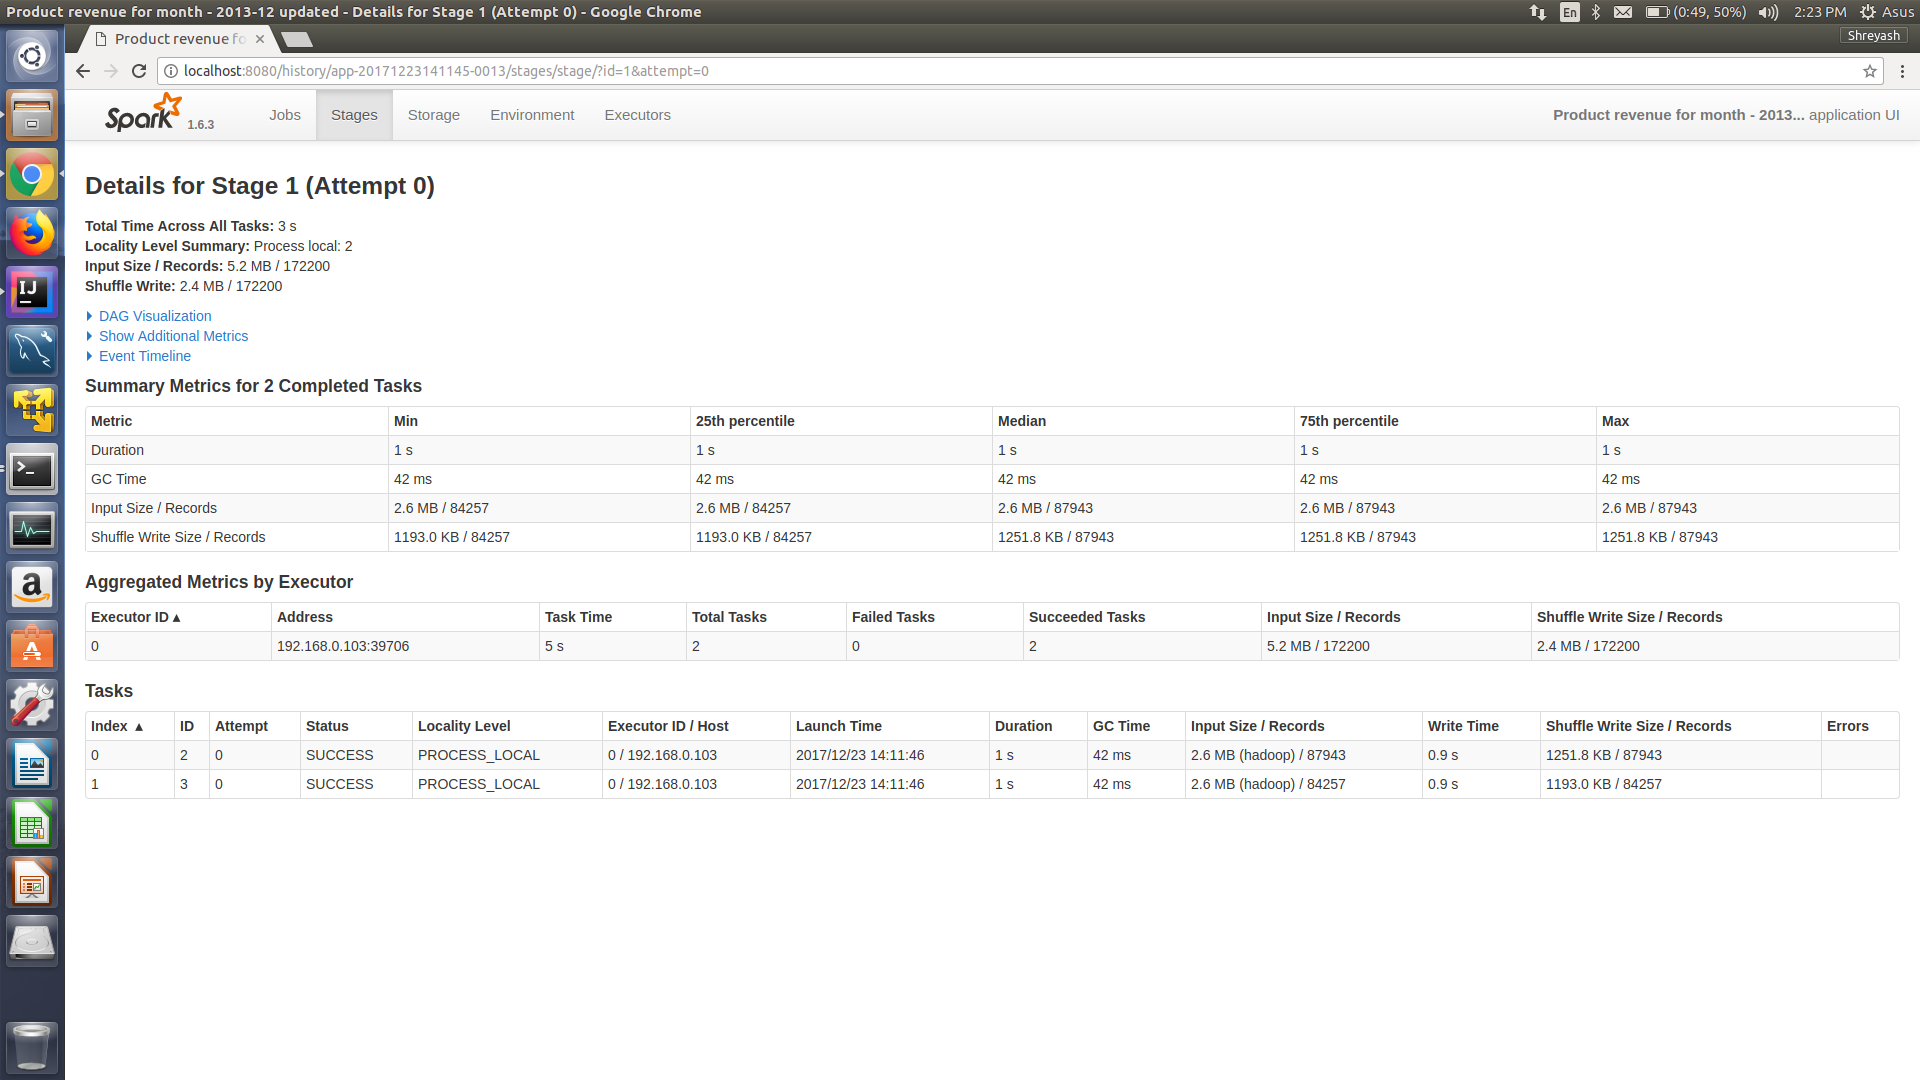 Product revenue for month - 2013-12 updated - Details for Stage 1 (Attempt 0) - Google Chrome En (0:49, 50%) 2:23 PM Asus
Product revenue fo Shreyash
localhost:8080/history/app-20171223141145-0013/stages/stage/?id=1&attempt=0
Spark 1.6.3 Jobs Stages Storage Environment Executors Product revenue for month - 2013... application UI
Details for Stage 1 (Attempt 0)
Total Time Across All Tasks: 3 s
Locality Level Summary: Process local: 2
Input Size / Records: 5.2 MB / 172200
Shuffle Write: 2.4 MB / 172200
DAG Visualization
Show Additional Metrics
Event Timeline
Summary Metrics for 2 Completed Tasks
Metric Min 25th percentile Median 75th percentile Max
Duration 1 s 1 s 1 s 1 s 1 s
GC Time 42 ms 42 ms 42 ms 42 ms 42 ms
Input Size / Records 2.6 MB / 84257 2.6 MB / 84257 2.6 MB / 87943 2.6 MB / 87943 2.6 MB / 87943
Shuffle Write Size / Records 1193.0 KB / 84257 1193.0 KB / 84257 1251.8 KB / 87943 1251.8 KB / 87943 1251.8 KB / 87943
Aggregated Metrics by Executor
Executor ID ▴ Address Task Time Total Tasks Failed Tasks Succeeded Tasks Input Size / Records Shuffle Write Size / Records
0 192.168.0.103:39706 5 s 2 0 2 5.2 MB / 172200 2.4 MB / 172200
Tasks
Index ▴ ID Attempt Status Locality Level Executor ID / Host Launch Time Duration GC Time Input Size / Records Write Time Shuffle Write Size / Records Errors
0 2 0 SUCCESS PROCESS_LOCAL 0 / 192.168.0.103 2017/12/23 14:11:46 1 s 42 ms 2.6 MB (hadoop) / 87943 0.9 s 1251.8 KB / 87943
1 3 0 SUCCESS PROCESS_LOCAL 0 / 192.168.0.103 2017/12/23 14:11:46 1 s 42 ms 2.6 MB (hadoop) / 84257 0.9 s 1193.0 KB / 84257
IJ
a
A